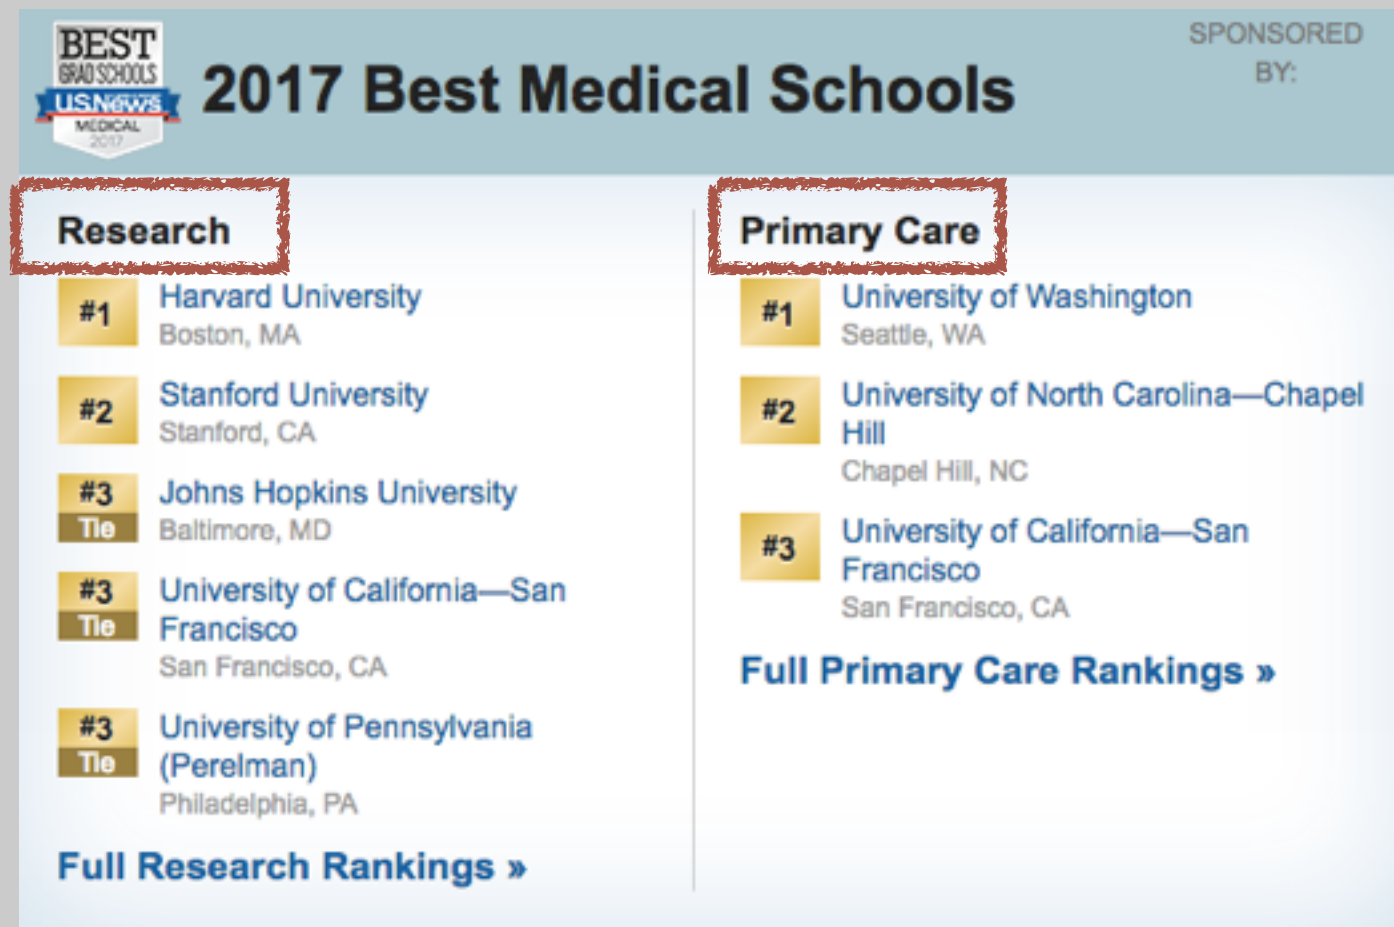 BEST
GRAD SCHOOLS
U.S.News
MEDICAL
2017
2017 Best Medical Schools
SPONSORED
BY:
Research
#1
Harvard University
Boston, MA
#2
Stanford University
Stanford, CA
#3
Tie
Johns Hopkins University
Baltimore, MD
#3
Tie
University of California—San
Francisco
San Francisco, CA
#3
Tie
University of Pennsylvania
(Perelman)
Philadelphia, PA
Full Research Rankings »
Primary Care
#1
University of Washington
Seattle, WA
#2
University of North Carolina—Chapel
Hill
Chapel Hill, NC
#3
University of California—San
Francisco
San Francisco, CA
Full Primary Care Rankings »